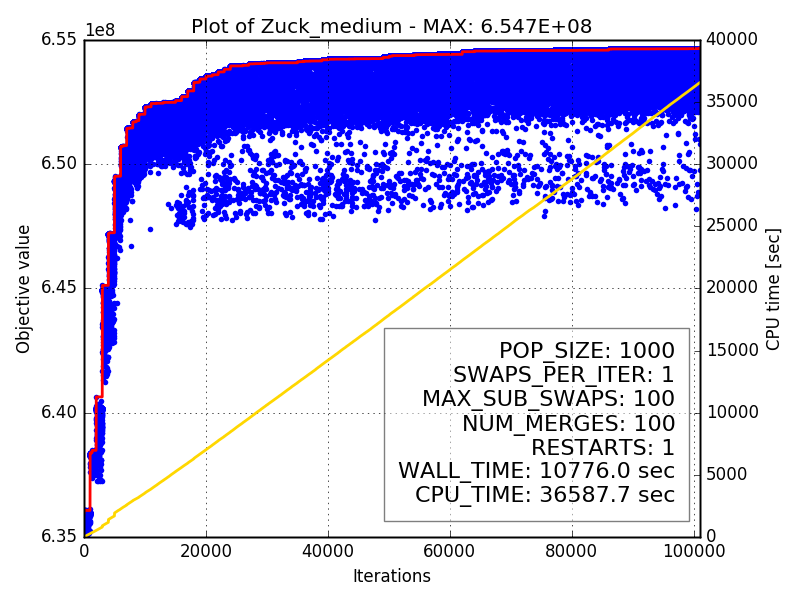 Plot of Zuck_medium - MAX: 6.547E+08
1e8
6.55
6.50
6.45
6.40
6.35
Objective value
40000
35000
30000
25000
20000
15000
10000
5000
0
CPU time [sec]
POP_SIZE: 1000
SWAPS_PER_ITER: 1
MAX_SUB_SWAPS: 100
NUM_MERGES: 100
RESTARTS: 1
WALL_TIME: 10776.0 sec
CPU_TIME: 36587.7 sec
0 20000 40000 60000 80000 100000
Iterations